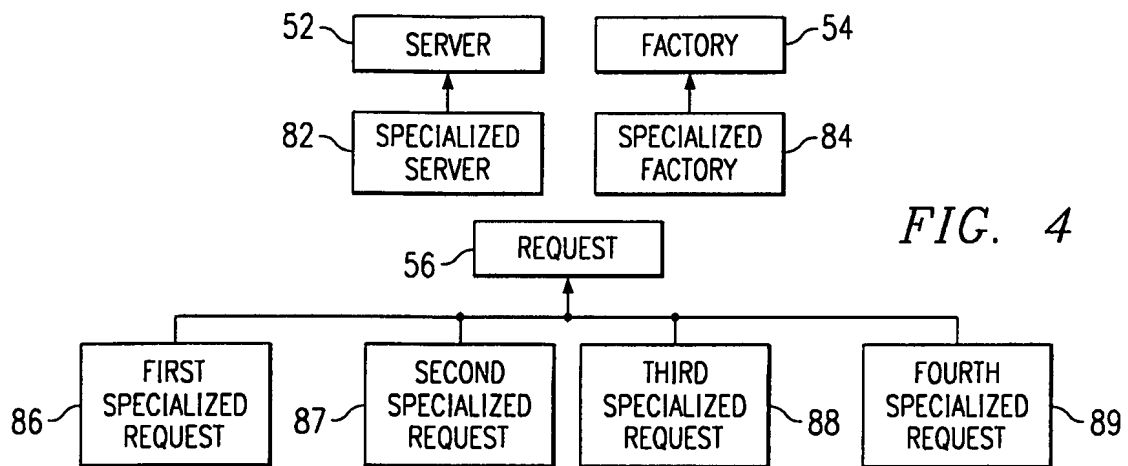 52
SERVER
FACTORY
54
82
SPECIALIZED
SERVER
SPECIALIZED
FACTORY
84
56
REQUEST
FIG. 4
86
FIRST
SPECIALIZED
REQUEST
87
SECOND
SPECIALIZED
REQUEST
THIRD
SPECIALIZED
REQUEST
88
FOURTH
SPECIALIZED
REQUEST
89